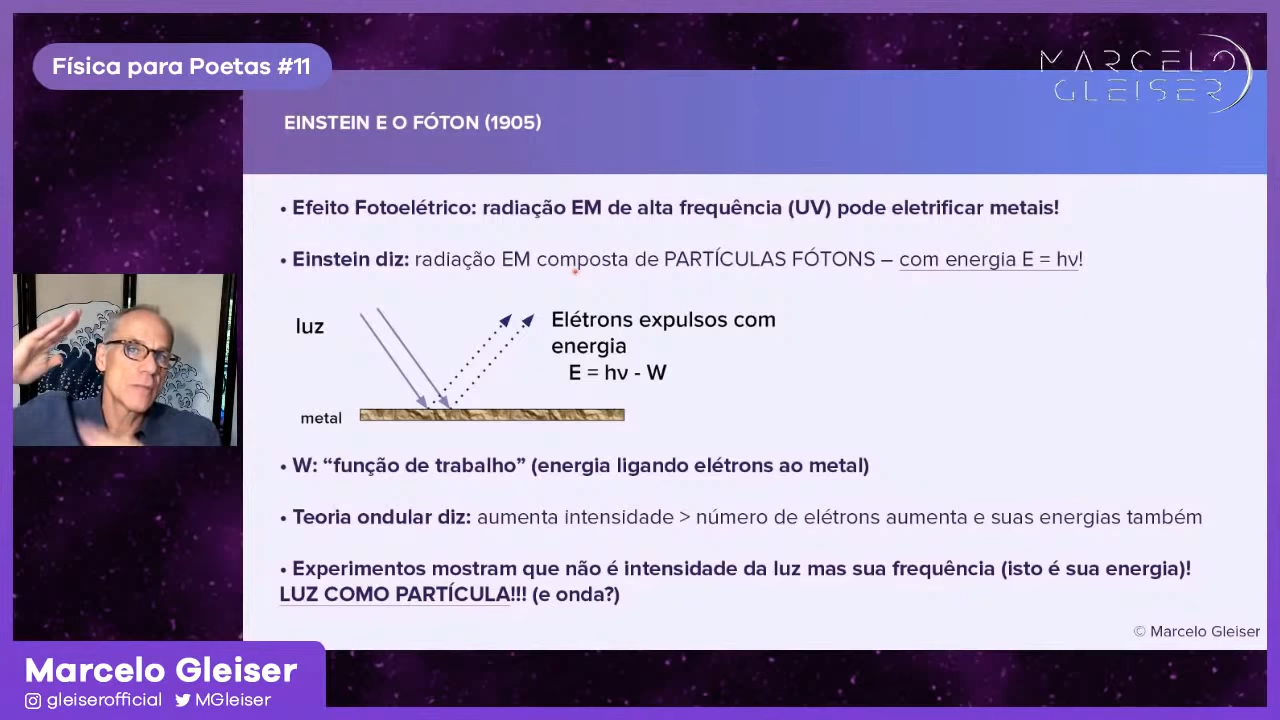 Física para Poetas #11
MARCELO
GLEISER
EINSTEIN E O FÓTON (1905)
• Efeito Fotoelétrico: radiação EM de alta frequência (UV) pode eletrificar metais!
• Einstein diz: radiação EM composta de PARTÍCULAS FÓTONS – com energia E = hν!
luz
Elétrons expulsos com
energia
E = hν - W
metal
• W: “função de trabalho” (energia ligando elétrons ao metal)
• Teoria ondular diz: aumenta intensidade > número de elétrons aumenta e suas energias também
• Experimentos mostram que não é intensidade da luz mas sua frequência (isto é sua energia)!
LUZ COMO PARTÍCULA!!! (e onda?)
© Marcelo Gleiser
Marcelo Gleiser
gleiserofficial MGleiser